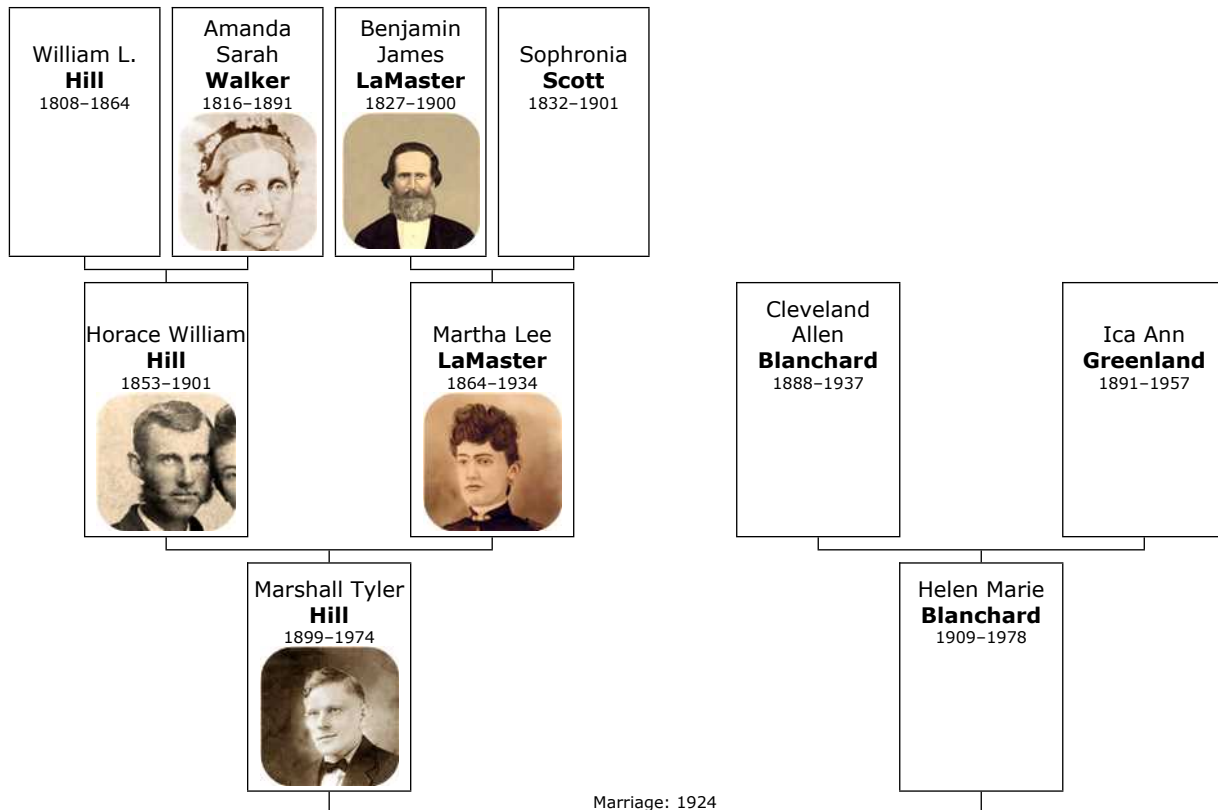 William L.
Hill
1808–1864
Amanda
Sarah
Walker
1816–1891
Benjamin
James
LaMaster
1827–1900
Sophronia
Scott
1832–1901
Horace William
Hill
1853–1901
Martha Lee
LaMaster
1864–1934
Cleveland
Allen
Blanchard
1888–1937
Ica Ann
Greenland
1891–1957
Marshall Tyler
Hill
1899–1974
Helen Marie
Blanchard
1909–1978
Marriage: 1924